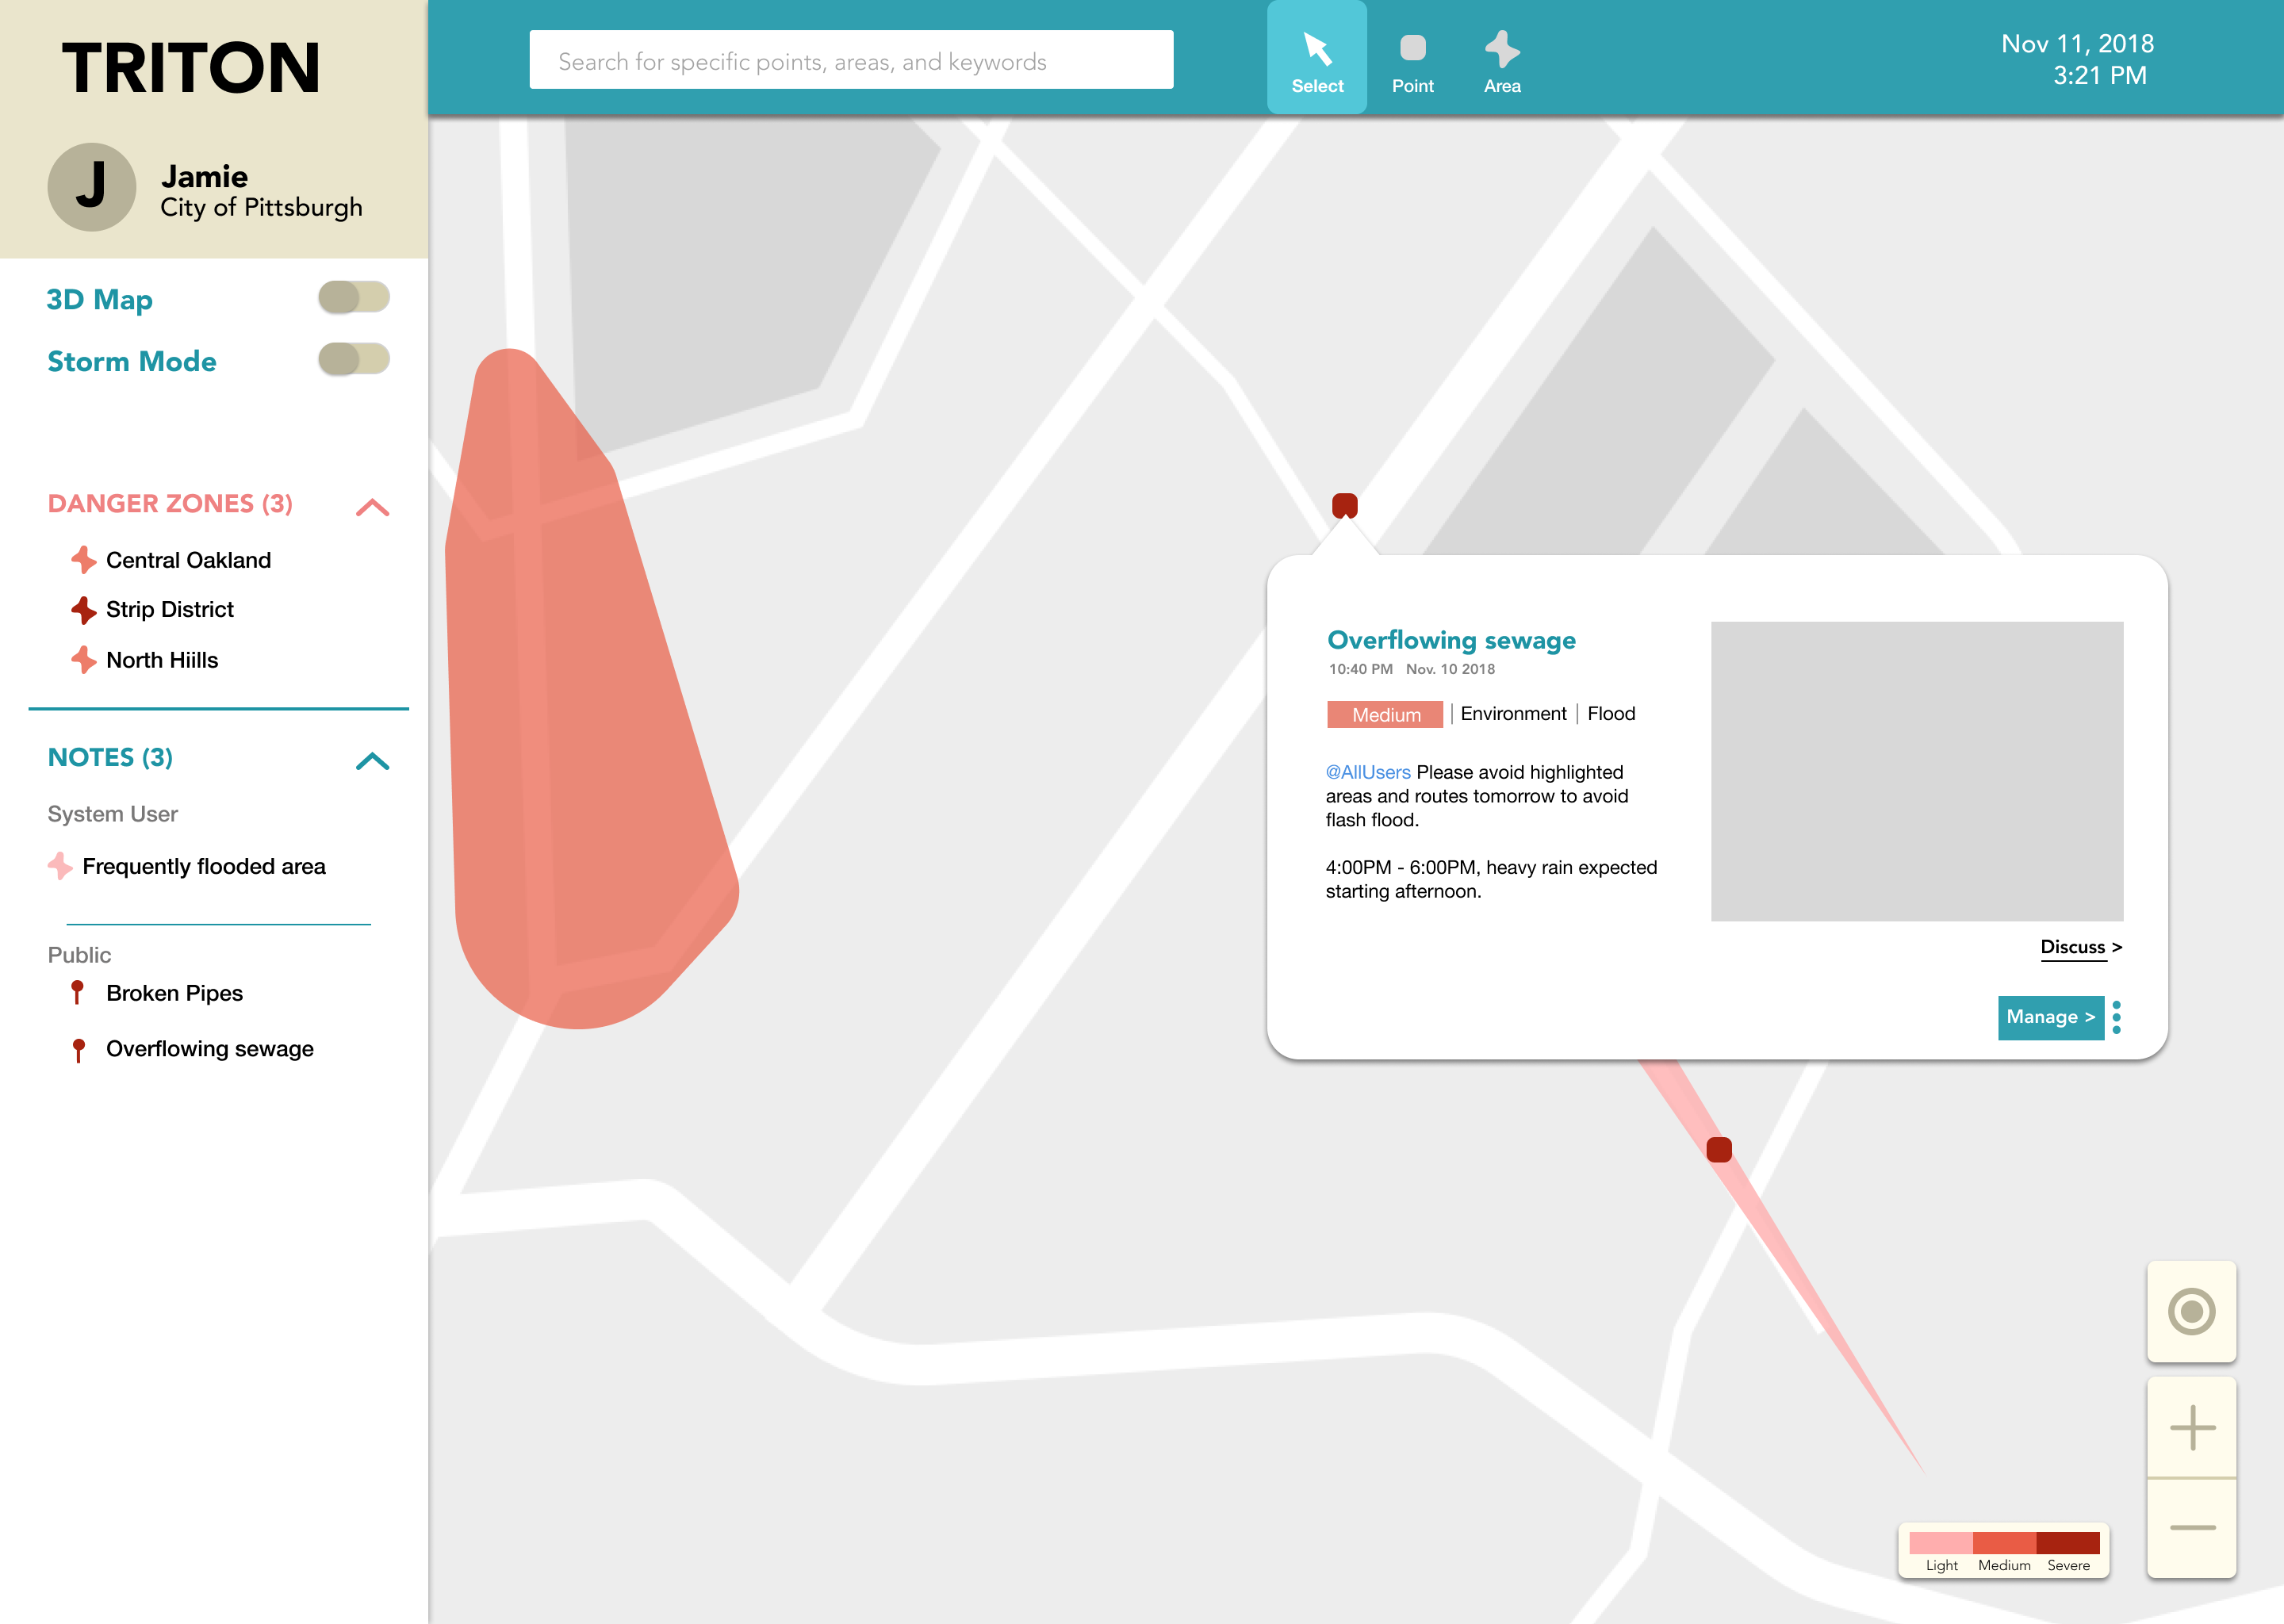 TRITON
J
Jamie
City of Pittsburgh
3D Map
Storm Mode
DANGER ZONES (3)
Central Oakland
Strip District
North Hiills
NOTES (3)
System User
Frequently flooded area
Public
Broken Pipes
Overflowing sewage
Search for specific points, areas, and keywords
Select
Point
Area
Nov 11, 2018
3:21 PM
Overflowing sewage
10:40 PM Nov. 10 2018
Medium | Environment | Flood
@AllUsers Please avoid highlighted
areas and routes tomorrow to avoid
flash flood.
4:00PM - 6:00PM, heavy rain expected
starting afternoon.
Discuss >
Manage >
Light Medium Severe